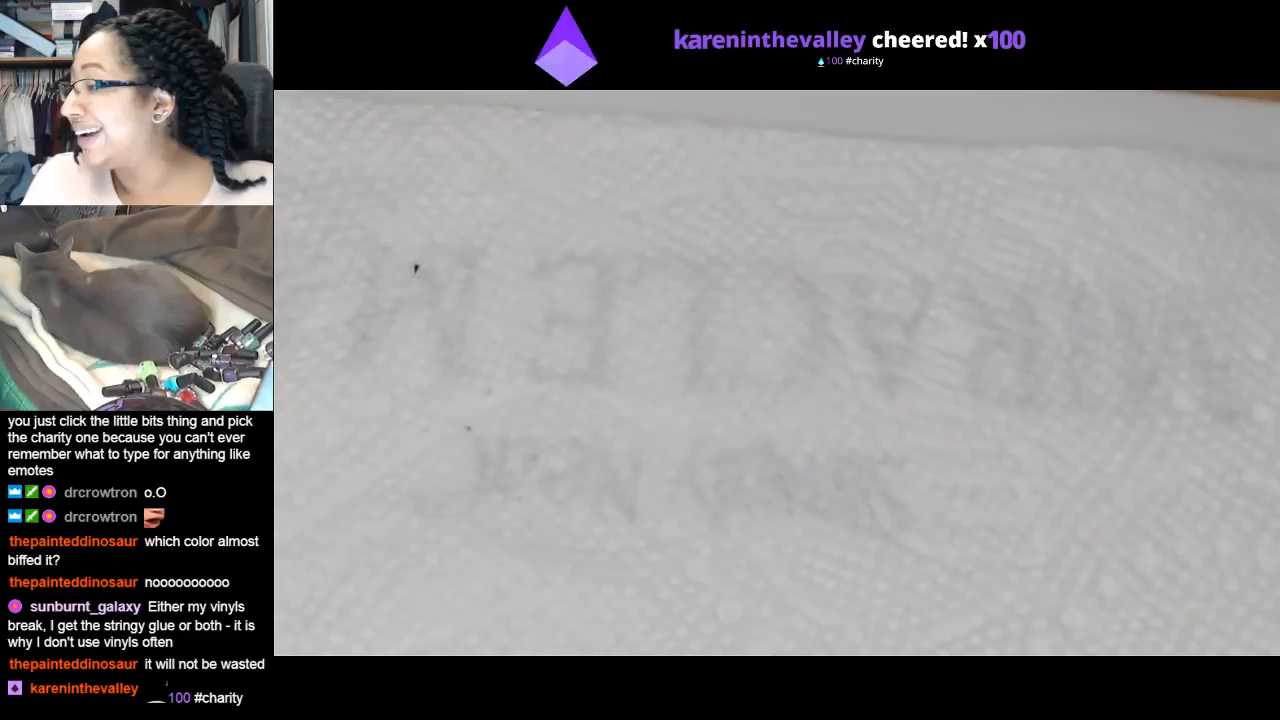 kareninthevalley cheered! x100
100 #charity
you just click the little bits thing and pick
the charity one because you can't ever
remember what to type for anything like
emotes
drcrowtron o.O
drcrowtron
thepainteddinosaur which color almost
biffed it?
thepainteddinosaur noooooooooo
sunburnt_galaxy Either my vinyls
break, I get the stringy glue or both - it is
why I don't use vinyls often
thepainteddinosaur it will not be wasted
kareninthevalley 100 #charity